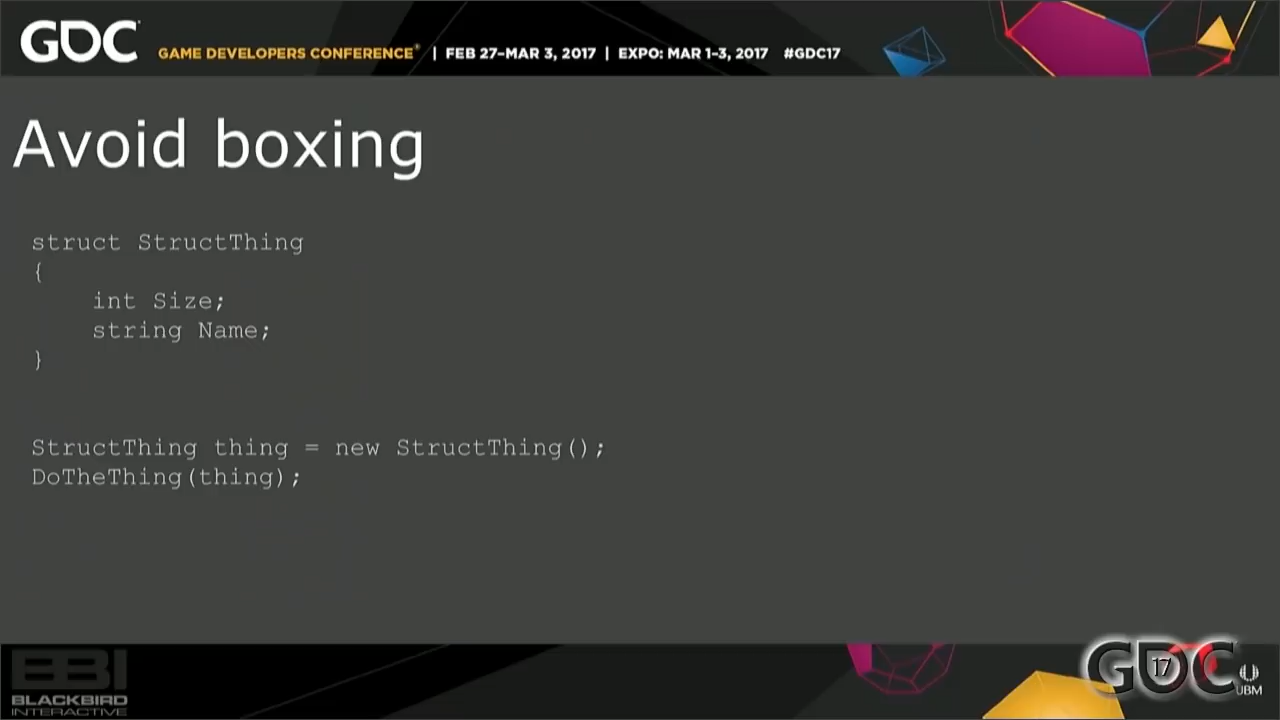 GDC GAME DEVELOPERS CONFERENCE® | FEB 27–MAR 3, 2017 | EXPO: MAR 1–3, 2017 #GDC17
Avoid boxing
struct StructThing
{
    int Size;
    string Name;
}
StructThing thing = new StructThing();
DoTheThing(thing);
BBI
BLACKBIRD
INTERACTIVE
GDC
17
UBM